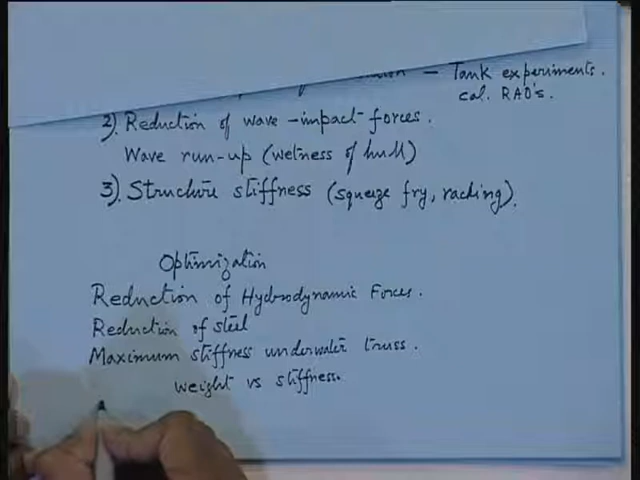 — Tank experiments.
cal. RAO's.
2). Reduction of wave-impact forces.
Wave run-up (wetness of hull)
3). Structure stiffness (squeeze fry, racking).
Optimization
Reduction of Hydrodynamic Forces.
Reduction of steel
Maximum stiffness underwater truss.
weight vs stiffness.